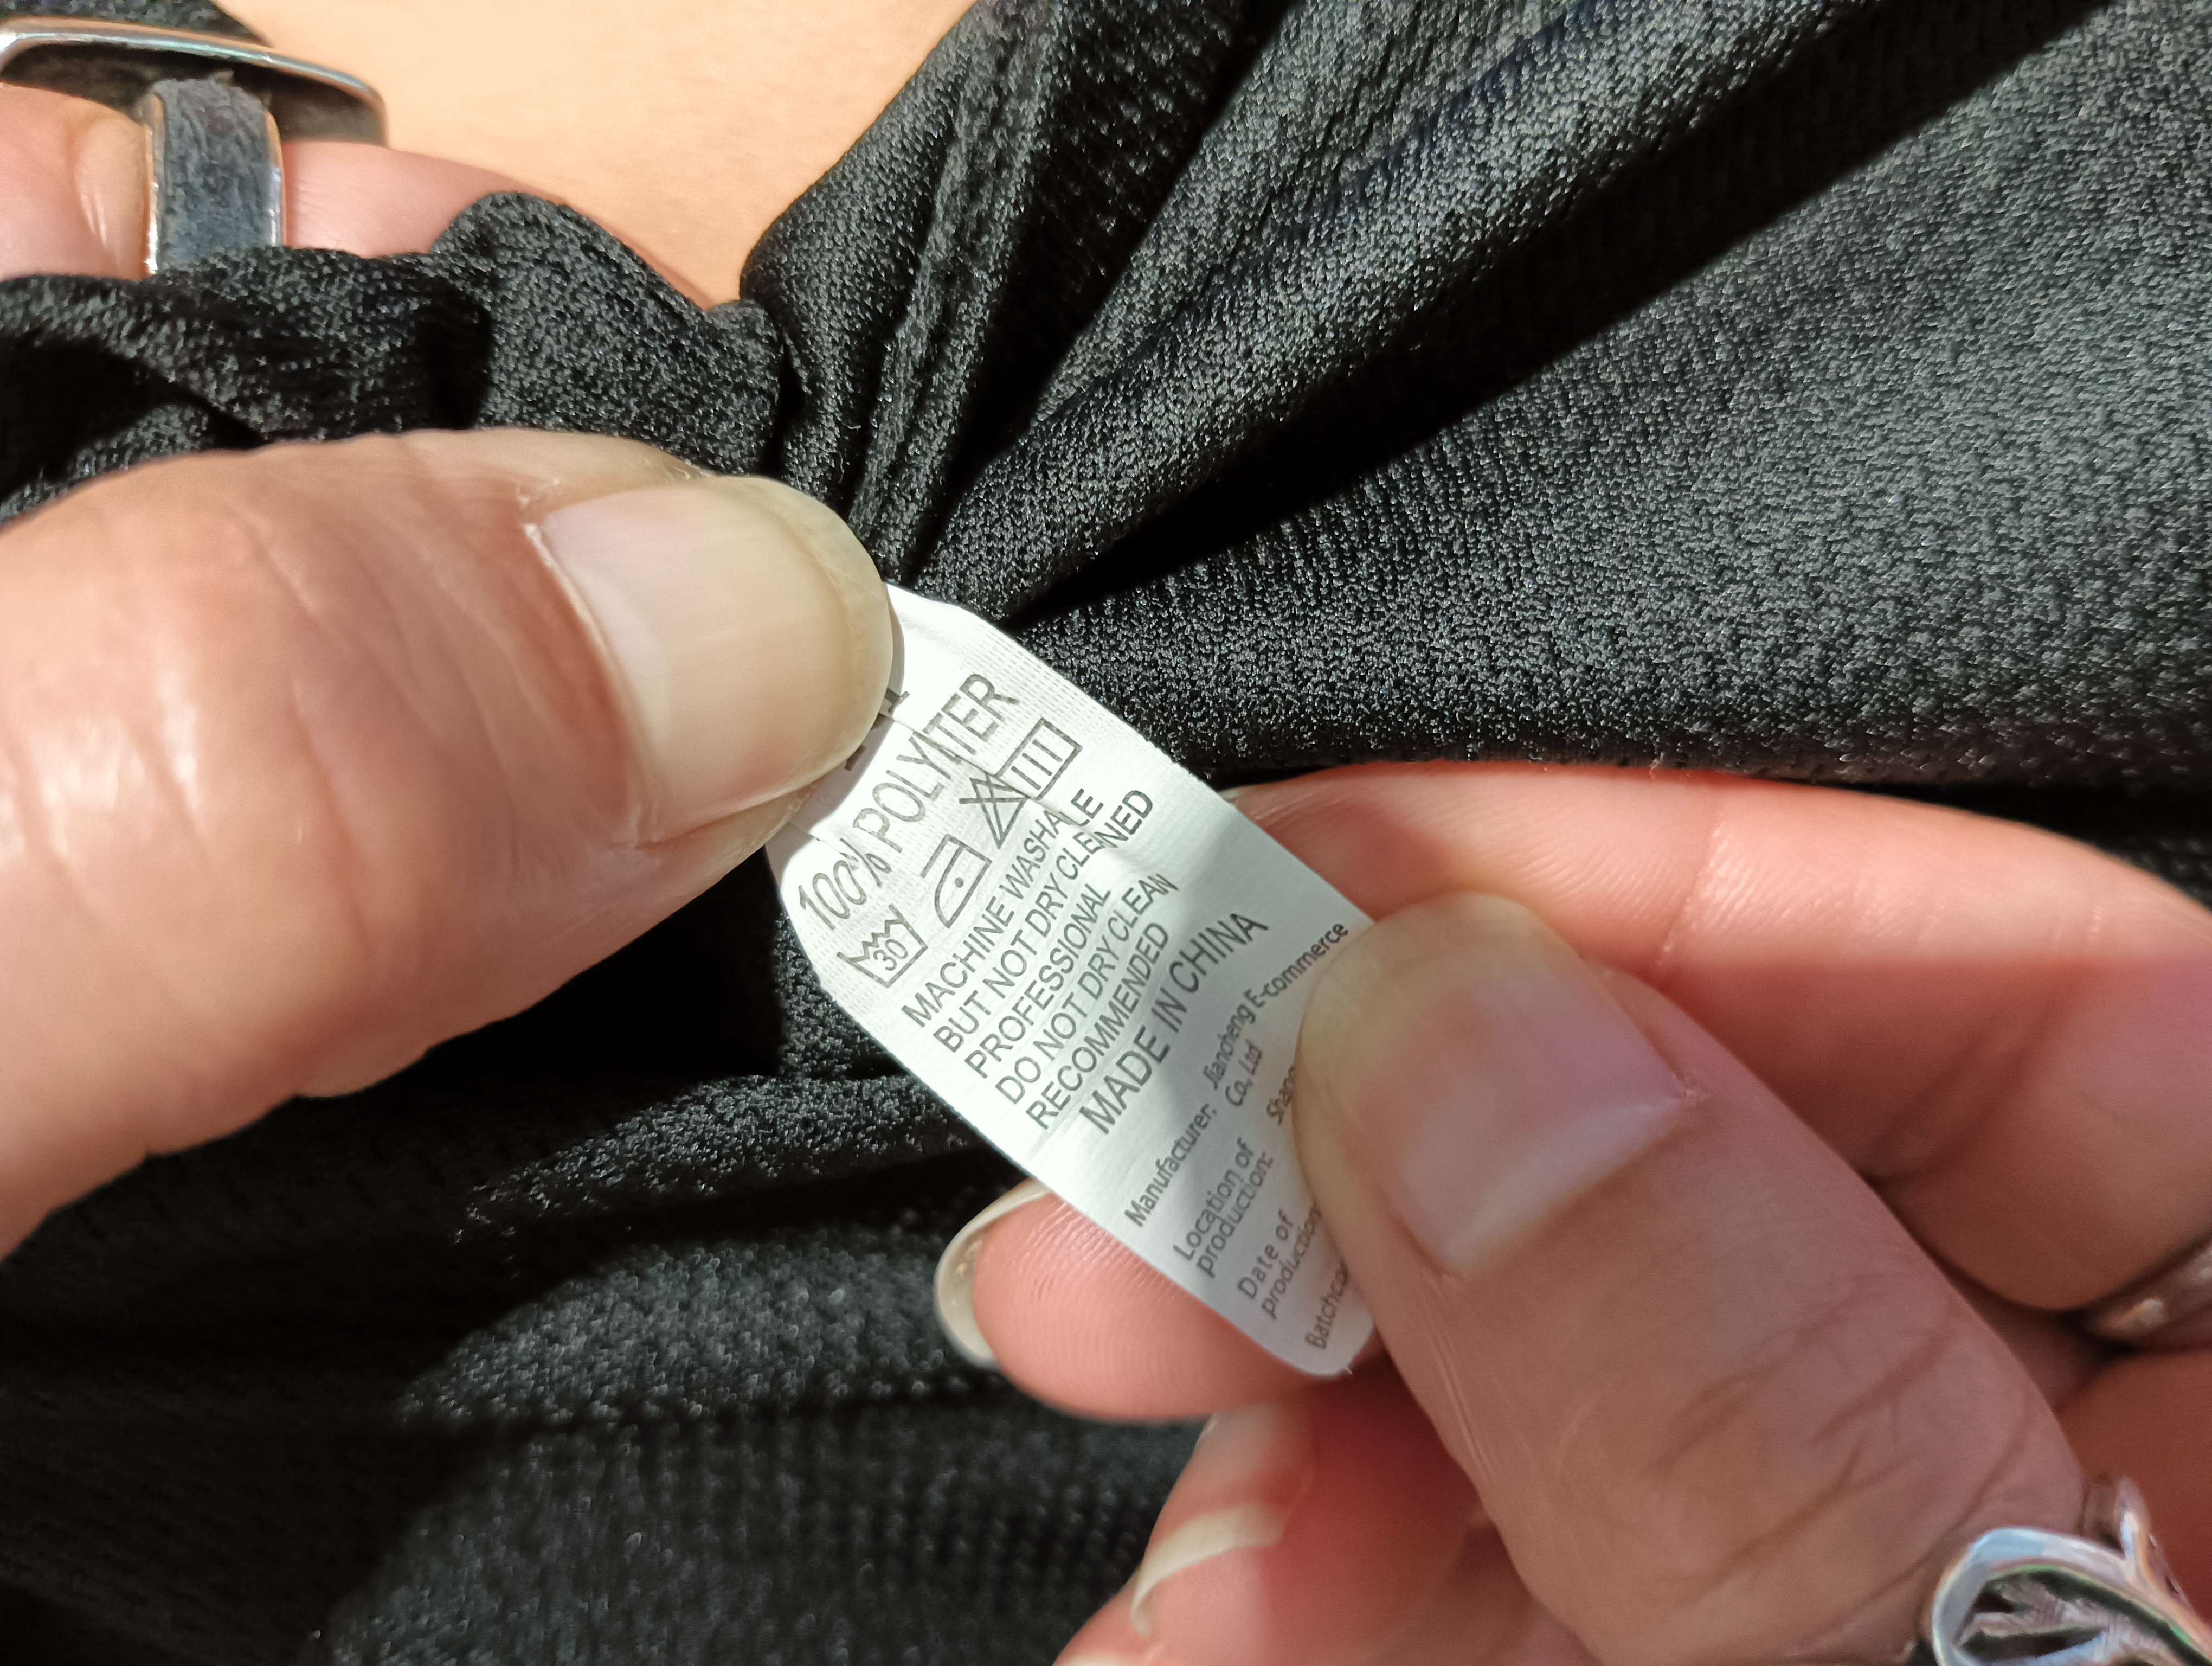 100% POLYTER
30
MACHINE WASHALE
BUT NOT DRY CLENNED
PROFESSIONAL
DO NOT DRY CLEAN
RECOMMENDED
MADE IN CHINA
Manufacturer: Jiancheng E-commerce
Co., Ltd
Location of
production:
Date of
production